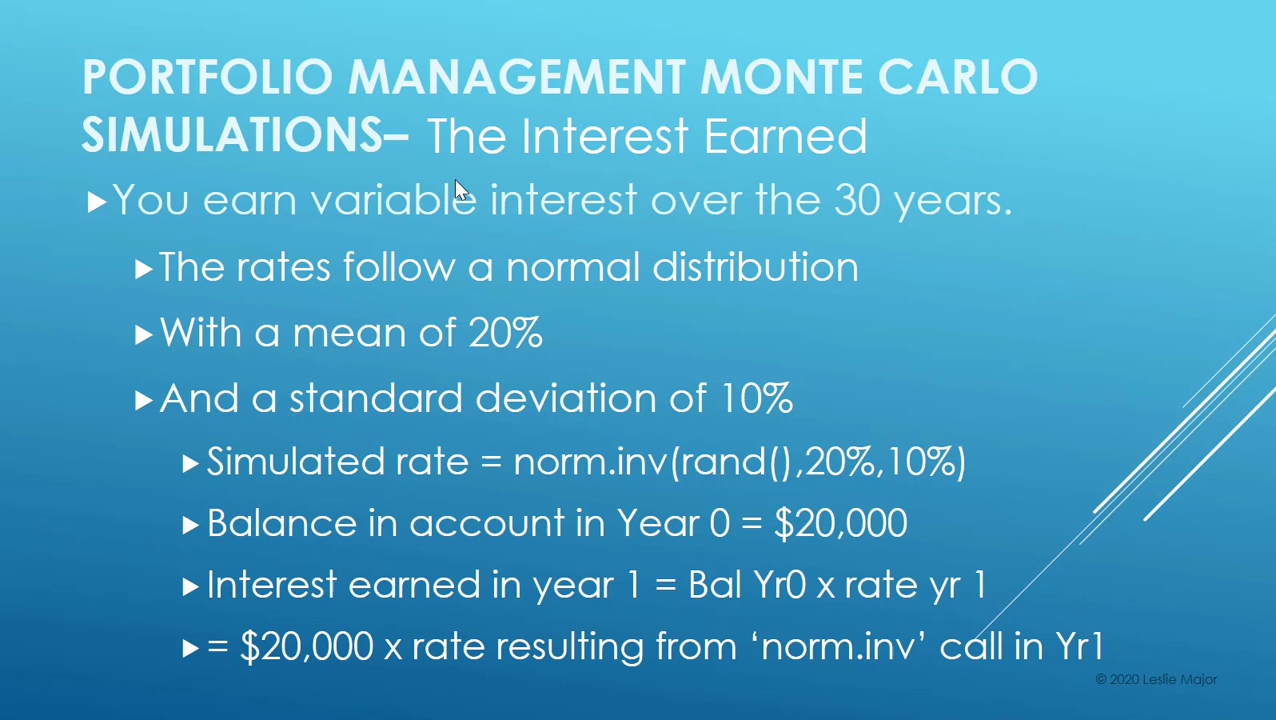 PORTFOLIO MANAGEMENT MONTE CARLO
SIMULATIONS– The Interest Earned
You earn variable interest over the 30 years.
The rates follow a normal distribution
With a mean of 20%
And a standard deviation of 10%
Simulated rate = norm.inv(rand(),20%,10%)
Balance in account in Year 0 = $20,000
Interest earned in year 1 = Bal Yr0 x rate yr 1
= $20,000 x rate resulting from ‘norm.inv’ call in Yr1
© 2020 Leslie Major